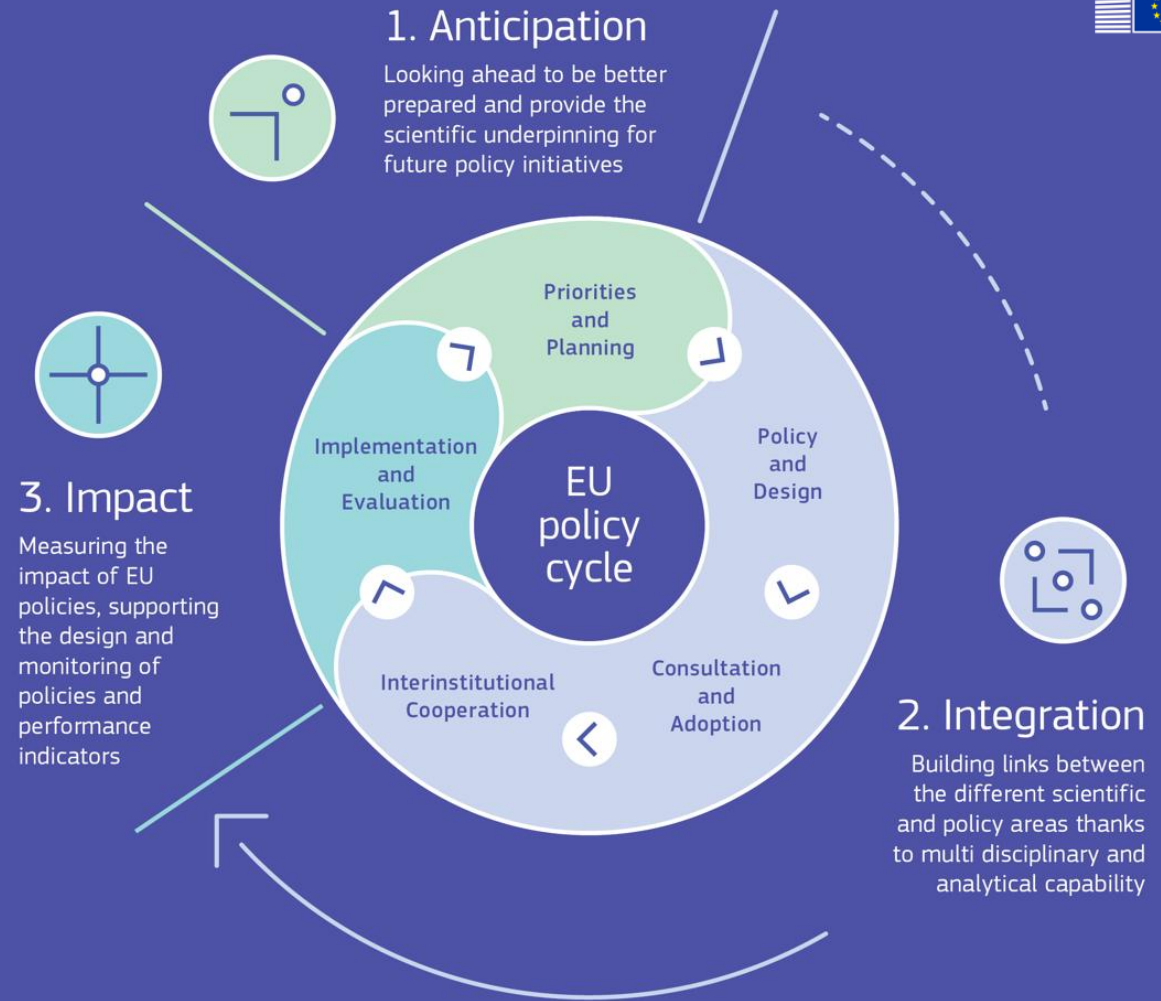 1. Anticipation
Looking ahead to be better
prepared and provide the
scientific underpinning for
future policy initiatives
Priorities
and
Planning
Policy
and
Design
Consultation
and
Adoption
Interinstitutional
Cooperation
Implementation
and
Evaluation
EU
policy
cycle
2. Integration
Building links between
the different scientific
and policy areas thanks
to multi disciplinary and
analytical capability
3. Impact
Measuring the
impact of EU
policies, supporting
the design and
monitoring of
policies and
performance
indicators